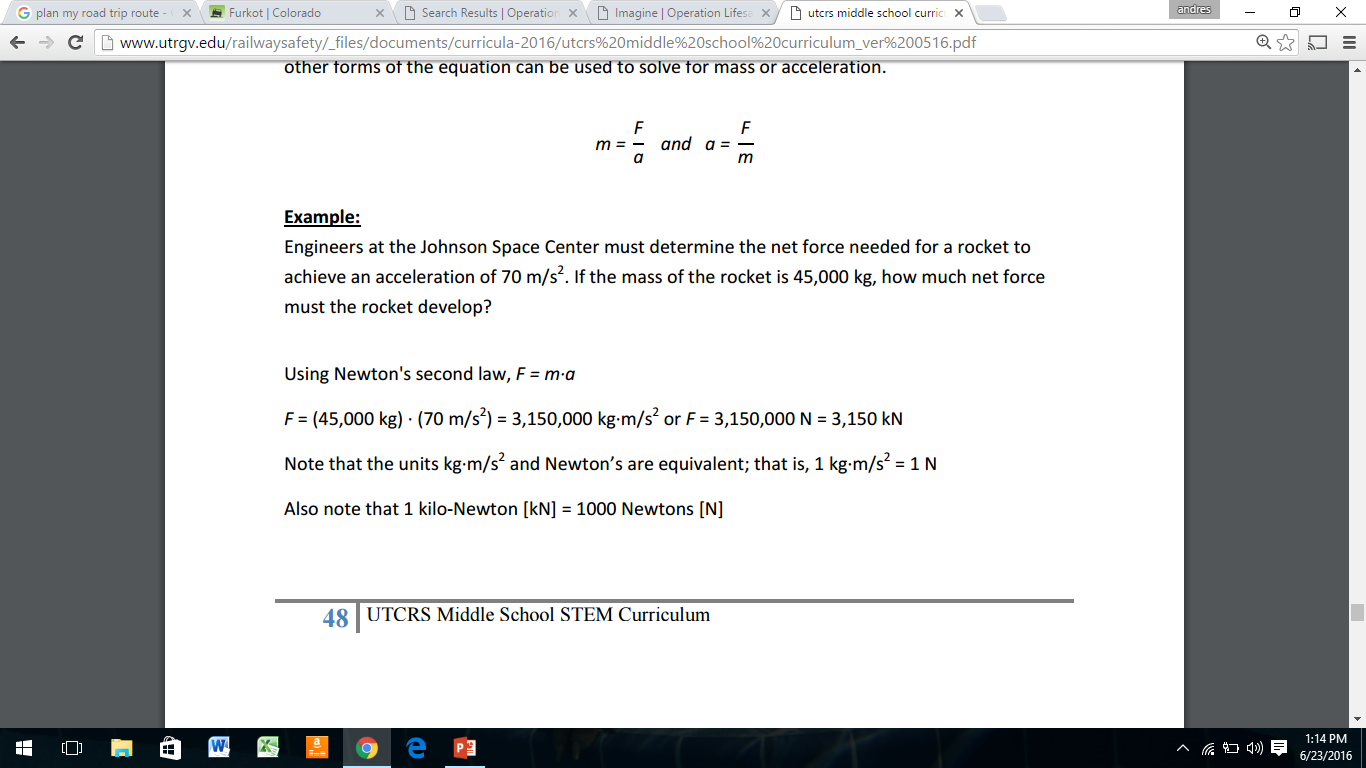 plan my road trip route -
Furkot | Colorado
Search Results | Operation
Imagine | Operation Lifesa
utcrs middle school curric
andres
www.utrgv.edu/railwaysafety/_files/documents/curricula-2016/utcrs%20middle%20school%20curriculum_ver%200516.pdf
other forms of the equation can be used to solve for mass or acceleration.
m = F/a and a = F/m
Example:
Engineers at the Johnson Space Center must determine the net force needed for a rocket to
achieve an acceleration of 70 m/s². If the mass of the rocket is 45,000 kg, how much net force
must the rocket develop?
Using Newton's second law, F = m·a
F = (45,000 kg) · (70 m/s²) = 3,150,000 kg·m/s² or F = 3,150,000 N = 3,150 kN
Note that the units kg·m/s² and Newton’s are equivalent; that is, 1 kg·m/s² = 1 N
Also note that 1 kilo-Newton [kN] = 1000 Newtons [N]
48 UTCRS Middle School STEM Curriculum
1:14 PM
6/23/2016